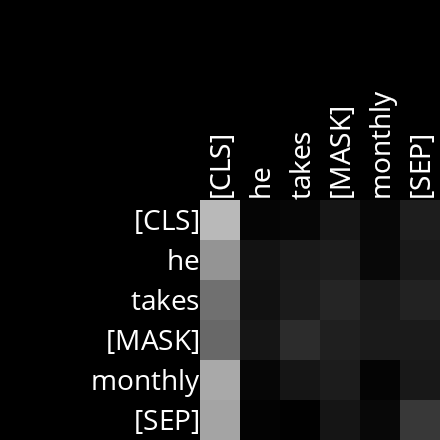 [CLS]
he
takes
[MASK]
monthly
[SEP]
[CLS]
he
takes
[MASK]
monthly
[SEP]